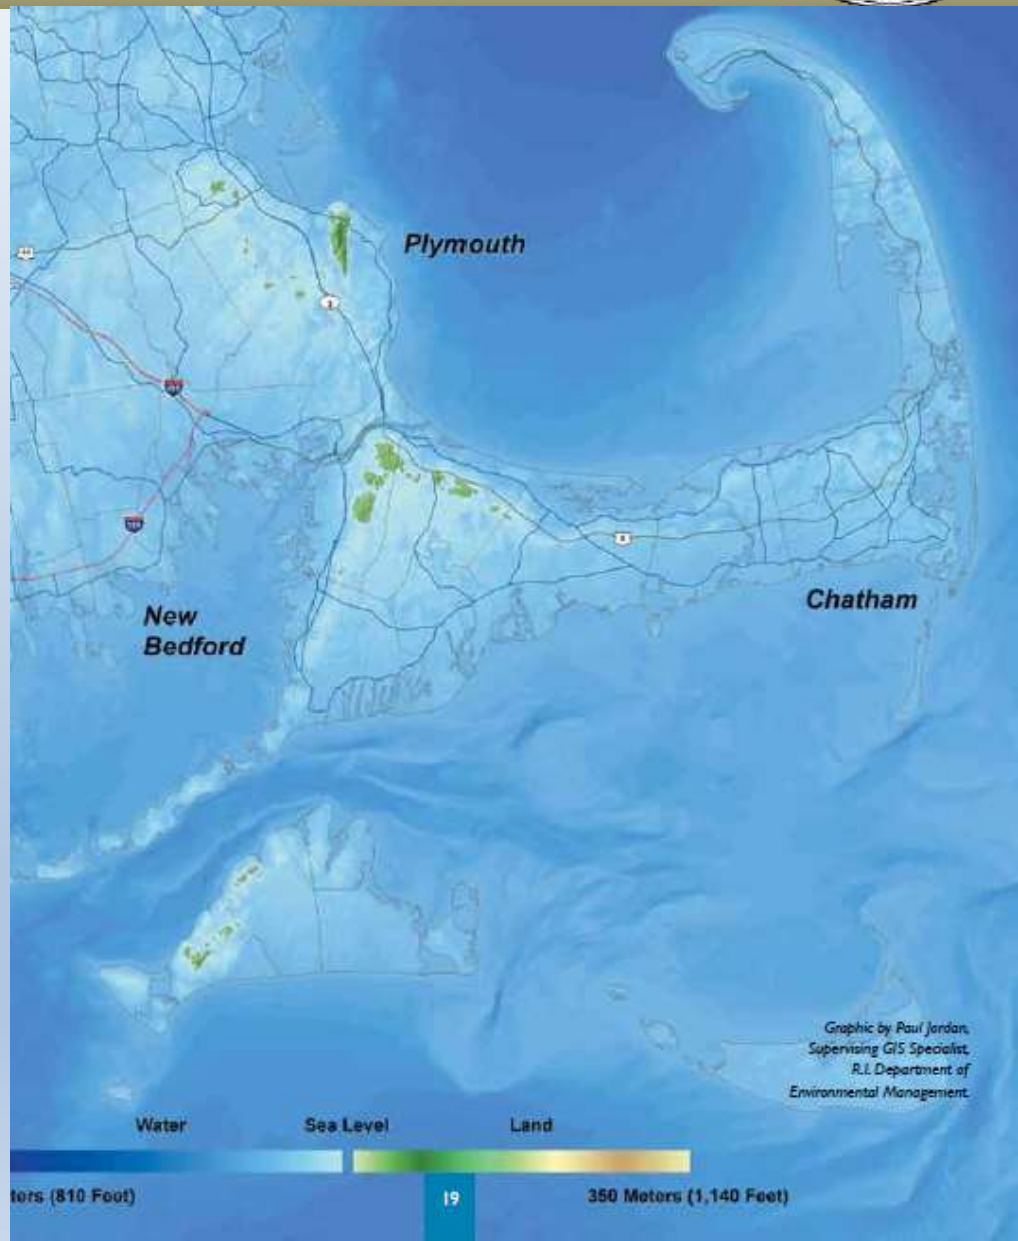 Plymouth
New
Bedford
Chatham
Graphic by Paul Jordan,
Supervising GIS Specialist,
R.I. Department of
Environmental Management.
Water
Sea Level
Land
ters (810 Feet)
350 Meters (1,140 Feet)
19